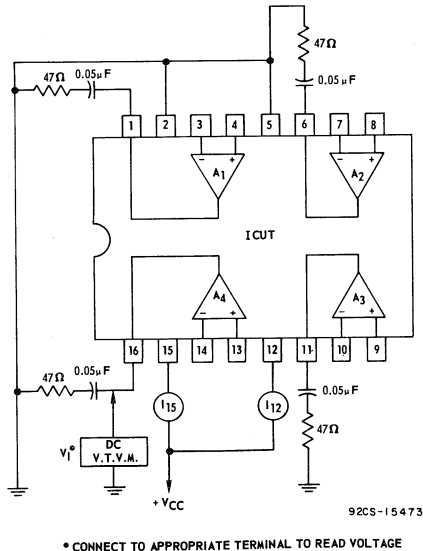 47Ω
0.05μF
47Ω
0.05μF
1
2
3
4
5
6
7
8
− +
A1
− +
A2
ICUT
A4
− +
A3
− +
16
15
14
13
12
11
10
9
47Ω
0.05μF
I15
I12
0.05μF
47Ω
V1•
DC
V.T.V.M.
+VCC
92CS-15473
• CONNECT TO APPROPRIATE TERMINAL TO READ VOLTAGE